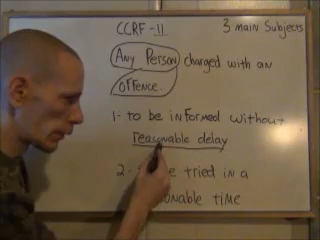 CCRF - 11
3 main Subjects
Any Person charged with an
offence.
1- to be informed without
reasonable delay
2- tried in a
time